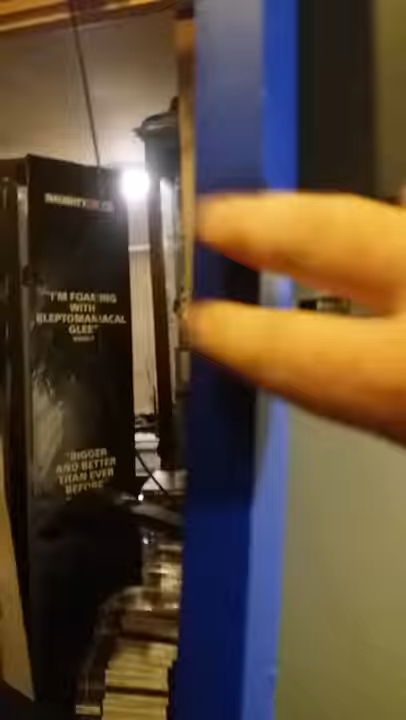 "I'M FOAMING
WITH
KLEPTOMANIACAL
GLEE"
"BIGGER
AND BETTER
THAN EVER
BEFORE"